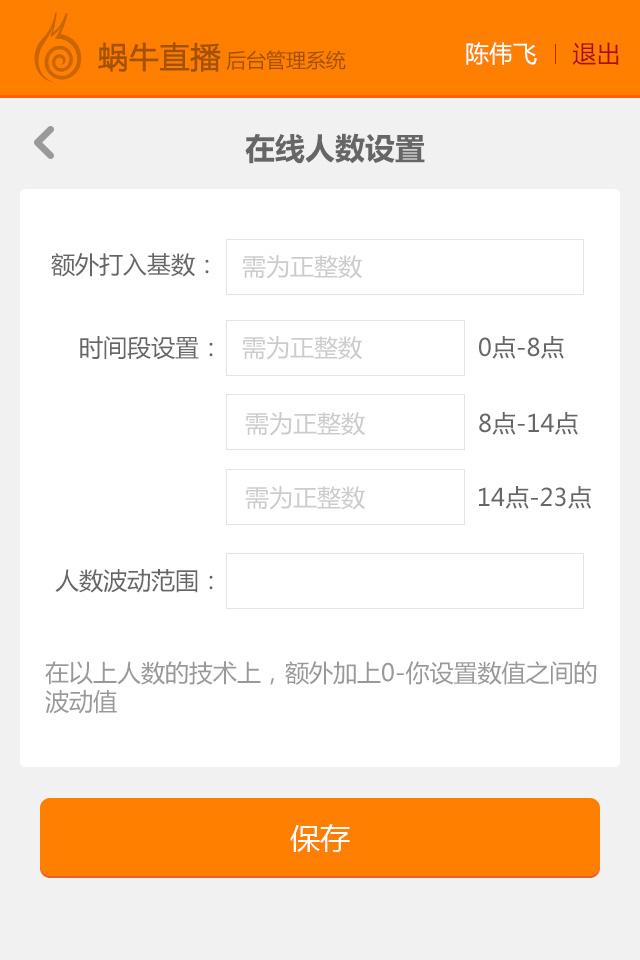 蜗牛直播 后台管理系统 陈伟飞 | 退出
在线人数设置
额外打入基数： 需为正整数
时间段设置： 需为正整数 0点-8点
需为正整数 8点-14点
需为正整数 14点-23点
人数波动范围：
在以上人数的技术上，额外加上0-你设置数值之间的
波动值
保存